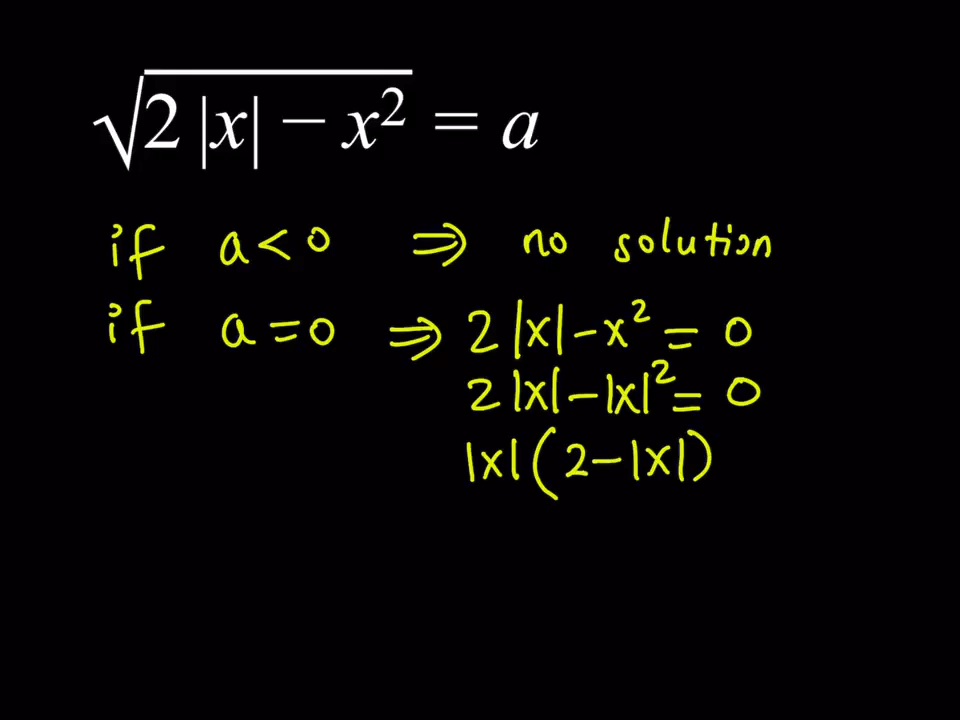 √(2|x| − x²) = a
if a < 0 ⇒ no solution
if a = 0 ⇒ 2|x| − x² = 0
2|x| − |x|² = 0
|x|(2 − |x|)